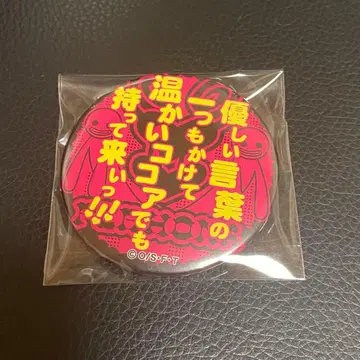 優しい言葉の
一つもかけて
温かいココアでも
持って来いっ!!!
©O/S・F・T